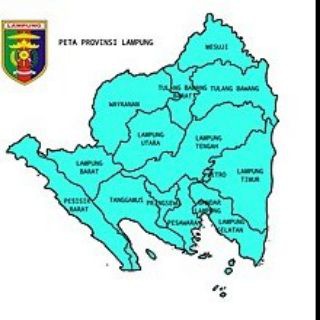 LAMPUNG
PETA PROVINSI LAMPUNG
MESUJI
TULANG BAWANG
BARAT
TULANG BAWANG
WAYKANAN
LAMPUNG
UTARA
LAMPUNG
TENGAH
LAMPUNG
BARAT
METRO
LAMPUNG
TIMUR
PESISIR
BARAT
TANGGAMUS
PRINGSEWU
BANDAR
LAMPUNG
PESAWARAN
LAMPUNG
SELATAN